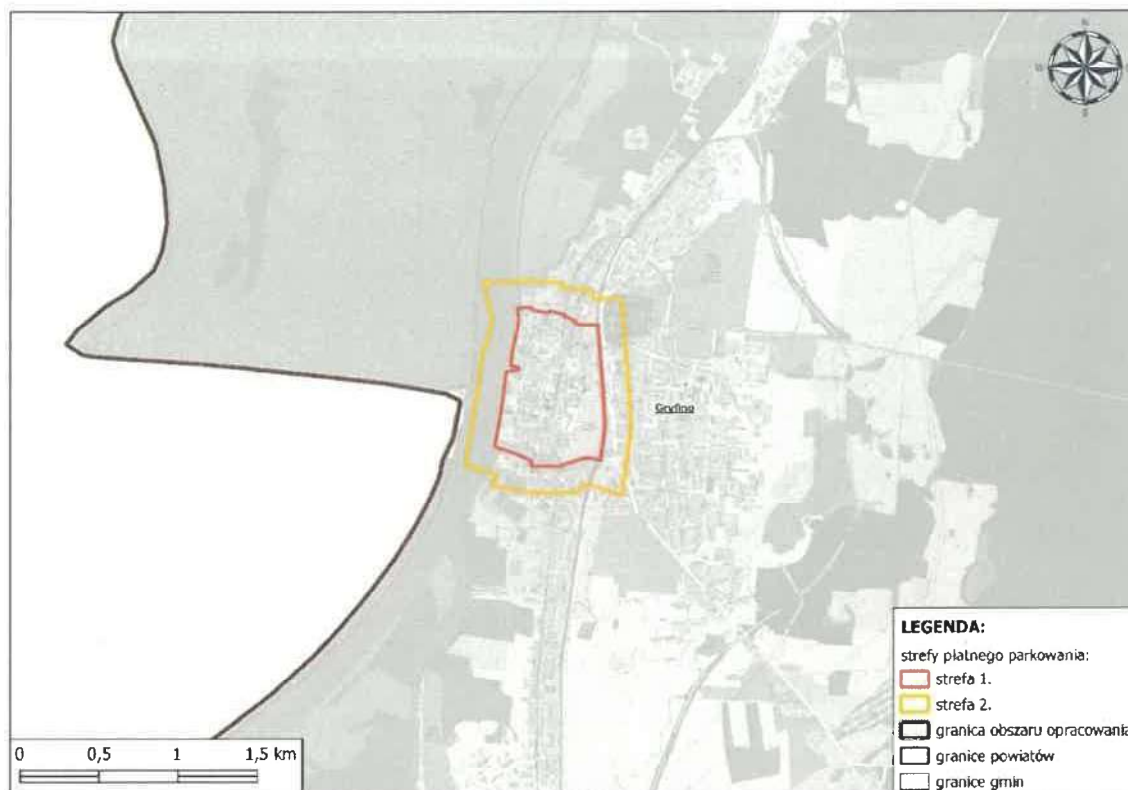 N
S
Gryfino
LEGENDA:
strefy płatnego parkowania:
strefa 1.
strefa 2.
granica obszaru opracowania
granice powiatów
granice gmin
0 0,5 1 1,5 km